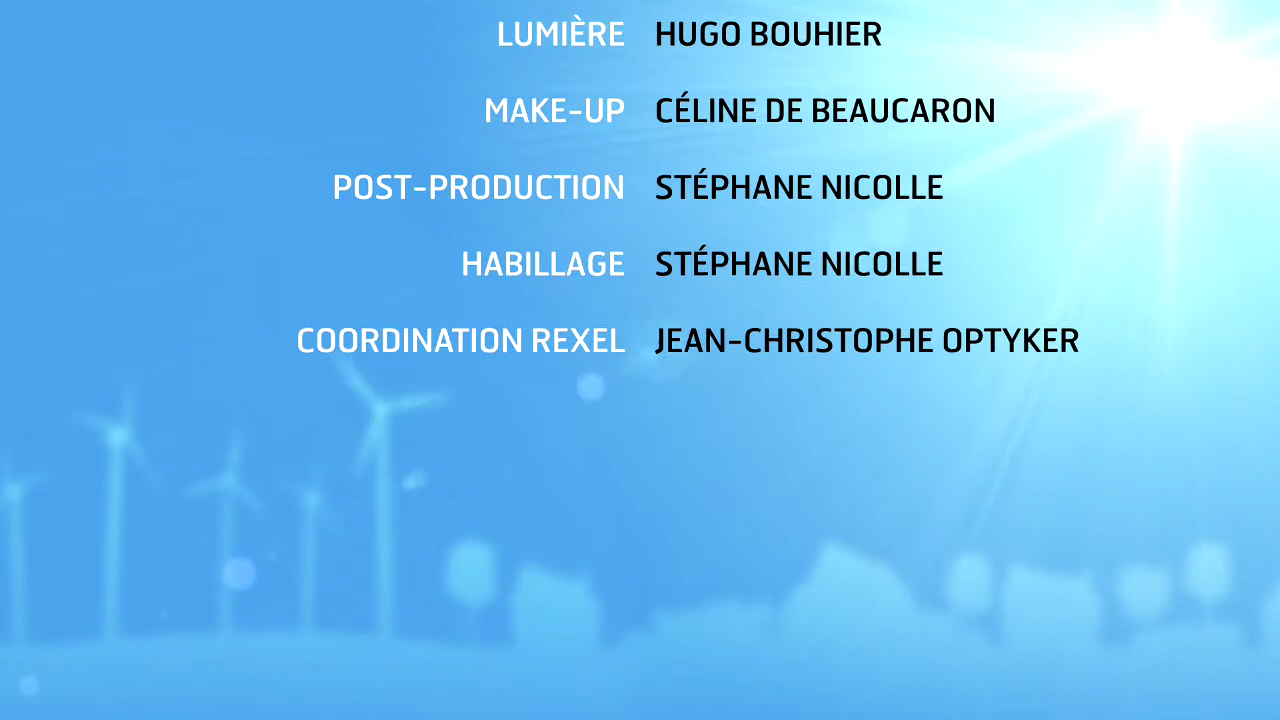 LUMIÈRE HUGO BOUHIER
MAKE-UP CÉLINE DE BEAUCARON
POST-PRODUCTION STÉPHANE NICOLLE
HABILLAGE STÉPHANE NICOLLE
COORDINATION REXEL JEAN-CHRISTOPHE OPTYKER